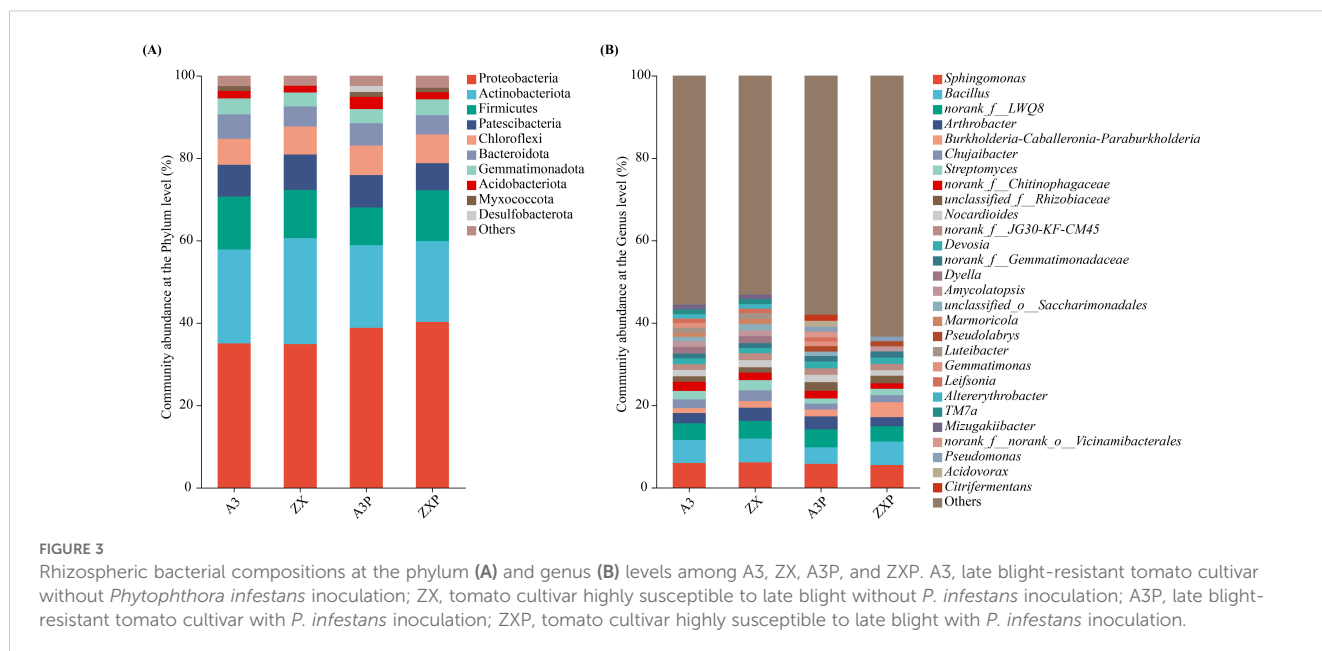 (A)
100
80
60
40
20
0
Community abundance at the Phylum level (%)
A3
ZX
A3P
ZXP
Proteobacteria
Actinobacteriota
Firmicutes
Patescibacteria
Chloroflexi
Bacteroidota
Gemmatimonadota
Acidobacteriota
Myxococcota
Desulfobacterota
Others
(B)
100
80
60
40
20
0
Community abundance at the Genus level (%)
A3
ZX
A3P
ZXP
Sphingomonas
Bacillus
norank_f__LWQ8
Arthrobacter
Burkholderia-Caballeronia-Paraburkholderia
Chujaibacter
Streptomyces
norank_f__Chitinophagaceae
unclassified_f__Rhizobiaceae
Nocardioides
norank_f__JG30-KF-CM45
Devosia
norank_f__Gemmatimonadaceae
Dyella
Amycolatopsis
unclassified_o__Saccharimonadales
Marmoricola
Pseudolabrys
Luteibacter
Gemmatimonas
Leifsonia
Altererythrobacter
TM7a
Mizugakiibacter
norank_f__norank_o__Vicinamibacterales
Pseudomonas
Acidovorax
Citrifermentans
Others
FIGURE 3
Rhizospheric bacterial compositions at the phylum (A) and genus (B) levels among A3, ZX, A3P, and ZXP. A3, late blight-resistant tomato cultivar
without Phytophthora infestans inoculation; ZX, tomato cultivar highly susceptible to late blight without P. infestans inoculation; A3P, late blight-
resistant tomato cultivar with P. infestans inoculation; ZXP, tomato cultivar highly susceptible to late blight with P. infestans inoculation.